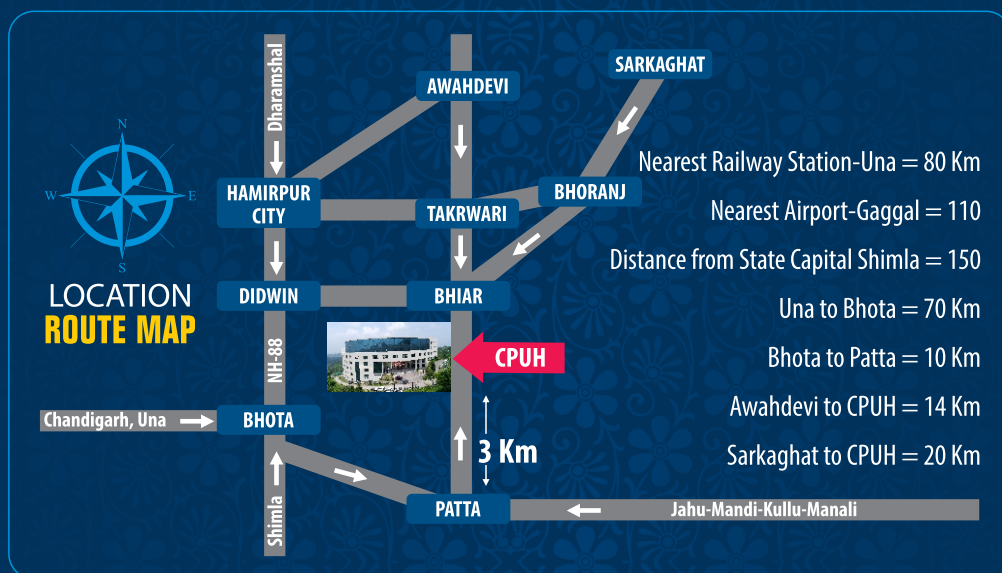 N
W
E
S
LOCATION
ROUTE MAP
Dharamshal
AWAHDEVI
SARKAGHAT
HAMIRPUR
CITY
TAKRWARI
BHORANJ
DIDWIN
BHIAR
NH-88
CPUH
Chandigarh, Una
BHOTA
3 Km
Shimla
PATTA
Jahu-Mandi-Kullu-Manali
Nearest Railway Station-Una = 80 Km
Nearest Airport-Gaggal = 110
Distance from State Capital Shimla = 150
Una to Bhota = 70 Km
Bhota to Patta = 10 Km
Awahdevi to CPUH = 14 Km
Sarkaghat to CPUH = 20 Km